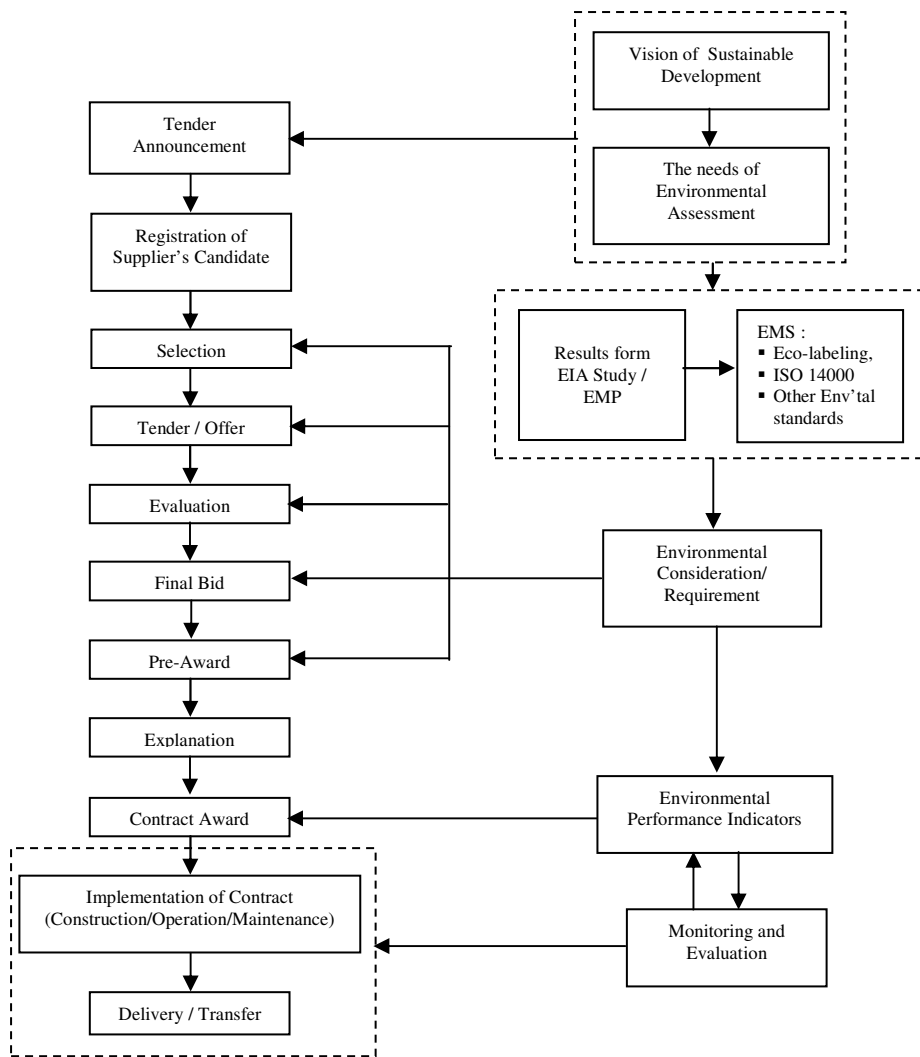 Vision of Sustainable
Development
The needs of
Environmental
Assessment
Tender
Announcement
Registration of
Supplier's Candidate
Selection
Tender / Offer
Evaluation
Final Bid
Pre-Award
Explanation
Contract Award
Implementation of Contract
(Construction/Operation/Maintenance)
Delivery / Transfer
Results form
EIA Study /
EMP
EMS :
▪ Eco-labeling,
▪ ISO 14000
▪ Other Env'tal
standards
Environmental
Consideration/
Requirement
Environmental
Performance Indicators
Monitoring and
Evaluation